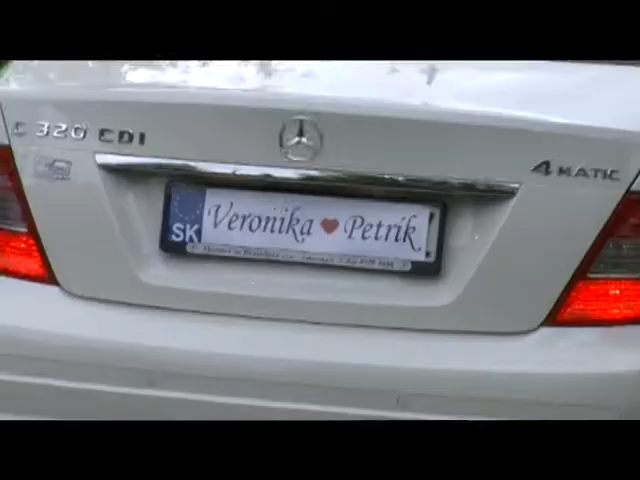 C 320 CDI
4MATIC
Veronika ❤ Petrík
SK